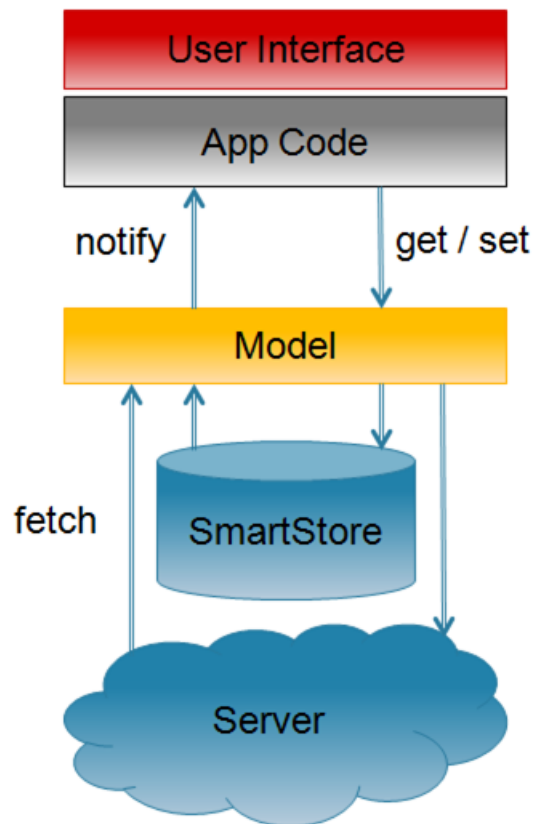 User Interface
App Code
notify
get / set
Model
fetch
SmartStore
Server